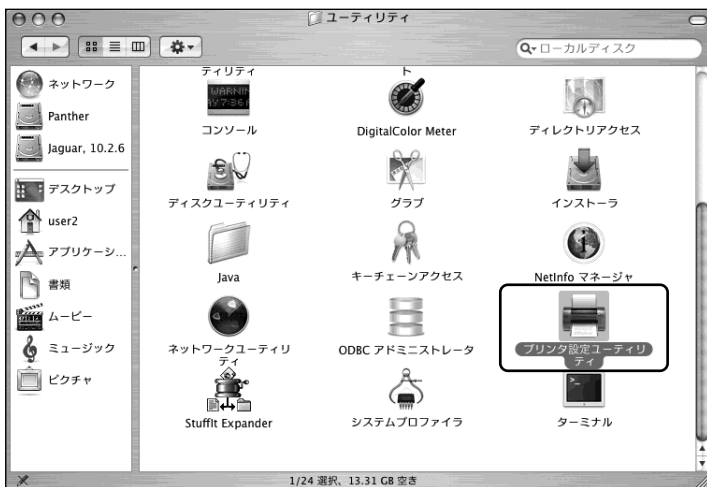 ユーティリティ
ローカルディスク
ネットワーク
Panther
Jaguar, 10.2.6
デスクトップ
user2
アプリケーシ...
書類
ムービー
ミュージック
ピクチャ
ティリティ
ト
WARNIN
AY 7:36
コンソール
DigitalColor Meter
ディレクトリアクセス
ディスクユーティリティ
グラブ
インストーラ
Java
キーチェーンアクセス
NetInfo マネージャ
ネットワークユーティリ
ティ
ODBC アドミニストレータ
プリンタ設定ユーティリ
ティ
StuffIt Expander
システムプロファイラ
ターミナル
1/24 選択、13.31 GB 空き